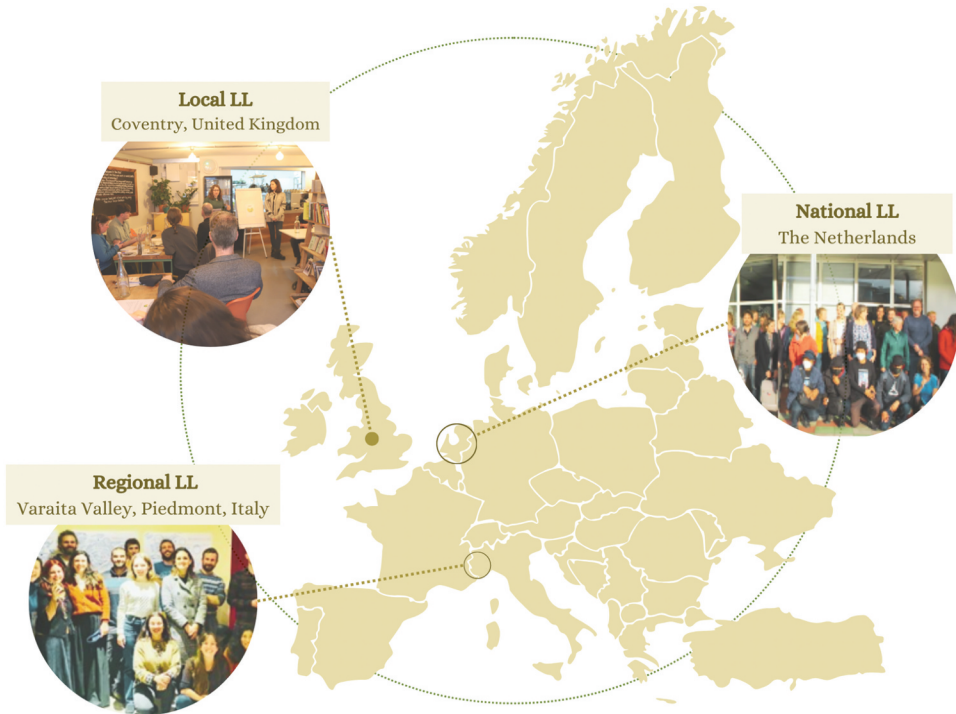 Local LL
Coventry, United Kingdom
National LL
The Netherlands
Regional LL
Varaita Valley, Piedmont, Italy